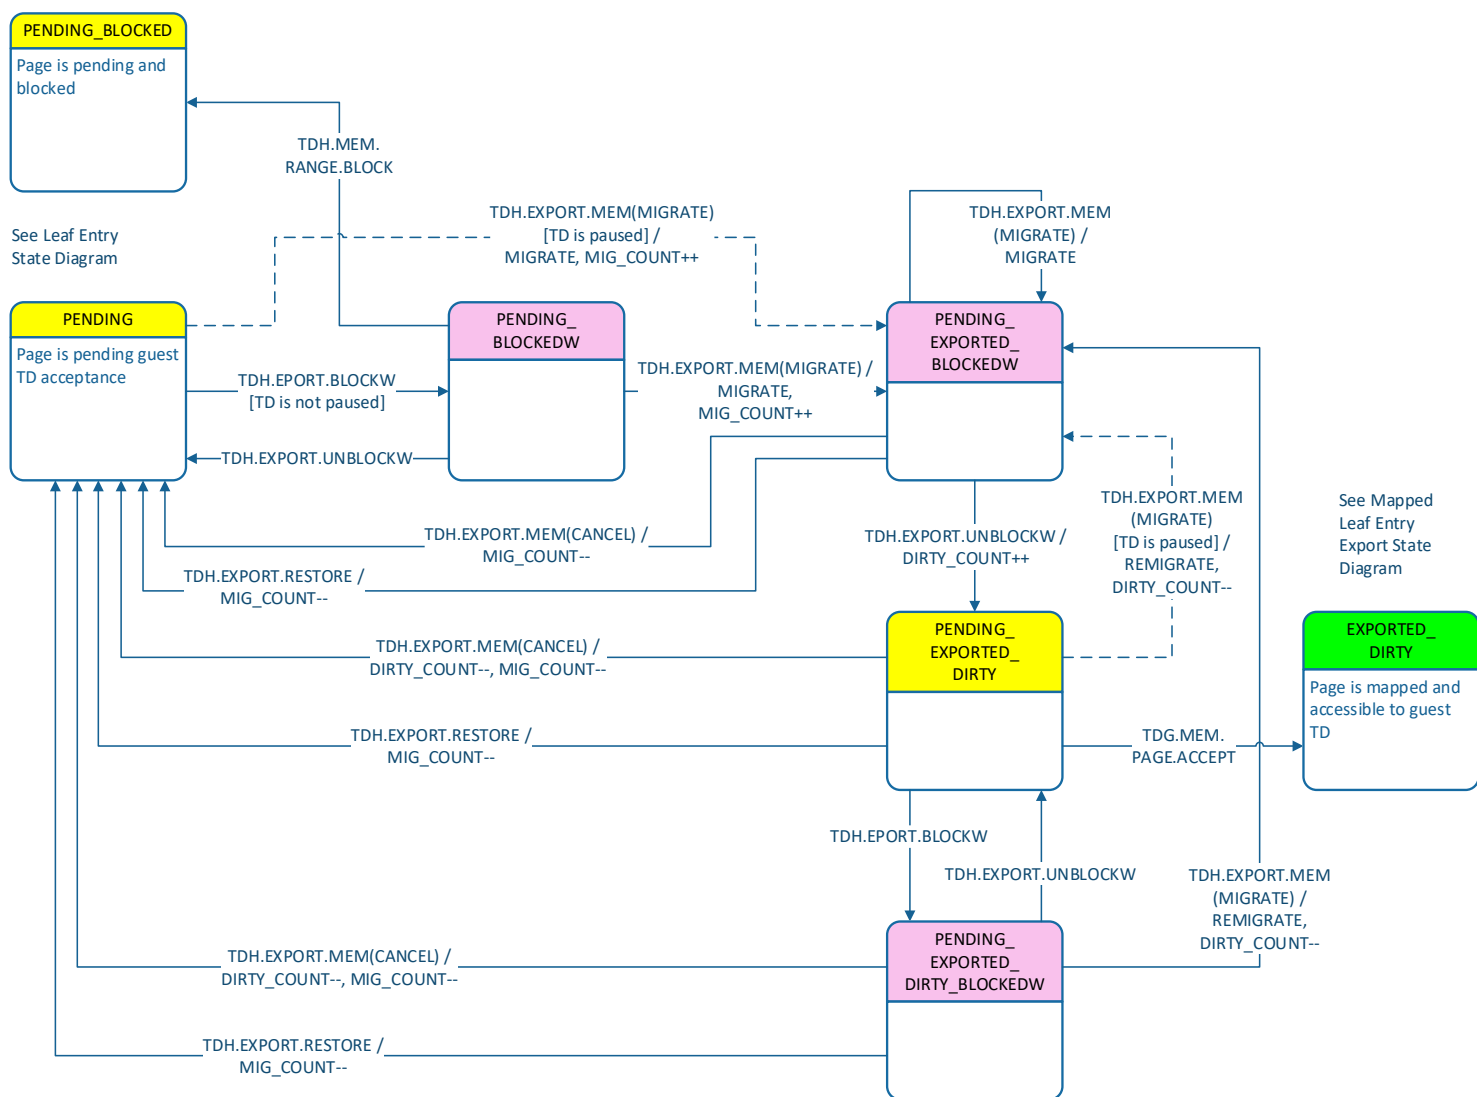 PENDING_BLOCKED
Page is pending and
blocked
TDH.MEM.
RANGE.BLOCK
See Leaf Entry
State Diagram
TDH.EXPORT.MEM(MIGRATE)
[TD is paused] /
MIGRATE, MIG_COUNT++
TDH.EXPORT.MEM
(MIGRATE) /
MIGRATE
PENDING
Page is pending guest
TD acceptance
PENDING_
BLOCKEDW
PENDING_
EXPORTED_
BLOCKEDW
TDH.EPORT.BLOCKW
[TD is not paused]
TDH.EXPORT.MEM(MIGRATE) /
MIGRATE,
MIG_COUNT++
TDH.EXPORT.UNBLOCKW
TDH.EXPORT.MEM(CANCEL) /
MIG_COUNT--
TDH.EXPORT.RESTORE /
MIG_COUNT--
TDH.EXPORT.UNBLOCKW /
DIRTY_COUNT++
TDH.EXPORT.MEM
(MIGRATE)
[TD is paused] /
REMIGRATE,
DIRTY_COUNT--
See Mapped
Leaf Entry
Export State
Diagram
TDH.EXPORT.MEM(CANCEL) /
DIRTY_COUNT--, MIG_COUNT--
PENDING_
EXPORTED_
DIRTY
EXPORTED_
DIRTY
Page is mapped and
accessible to guest
TD
TDH.EXPORT.RESTORE /
MIG_COUNT--
TDG.MEM.
PAGE.ACCEPT
TDH.EPORT.BLOCKW
TDH.EXPORT.UNBLOCKW
TDH.EXPORT.MEM
(MIGRATE) /
REMIGRATE,
DIRTY_COUNT--
TDH.EXPORT.MEM(CANCEL) /
DIRTY_COUNT--, MIG_COUNT--
PENDING_
EXPORTED_
DIRTY_BLOCKEDW
TDH.EXPORT.RESTORE /
MIG_COUNT--